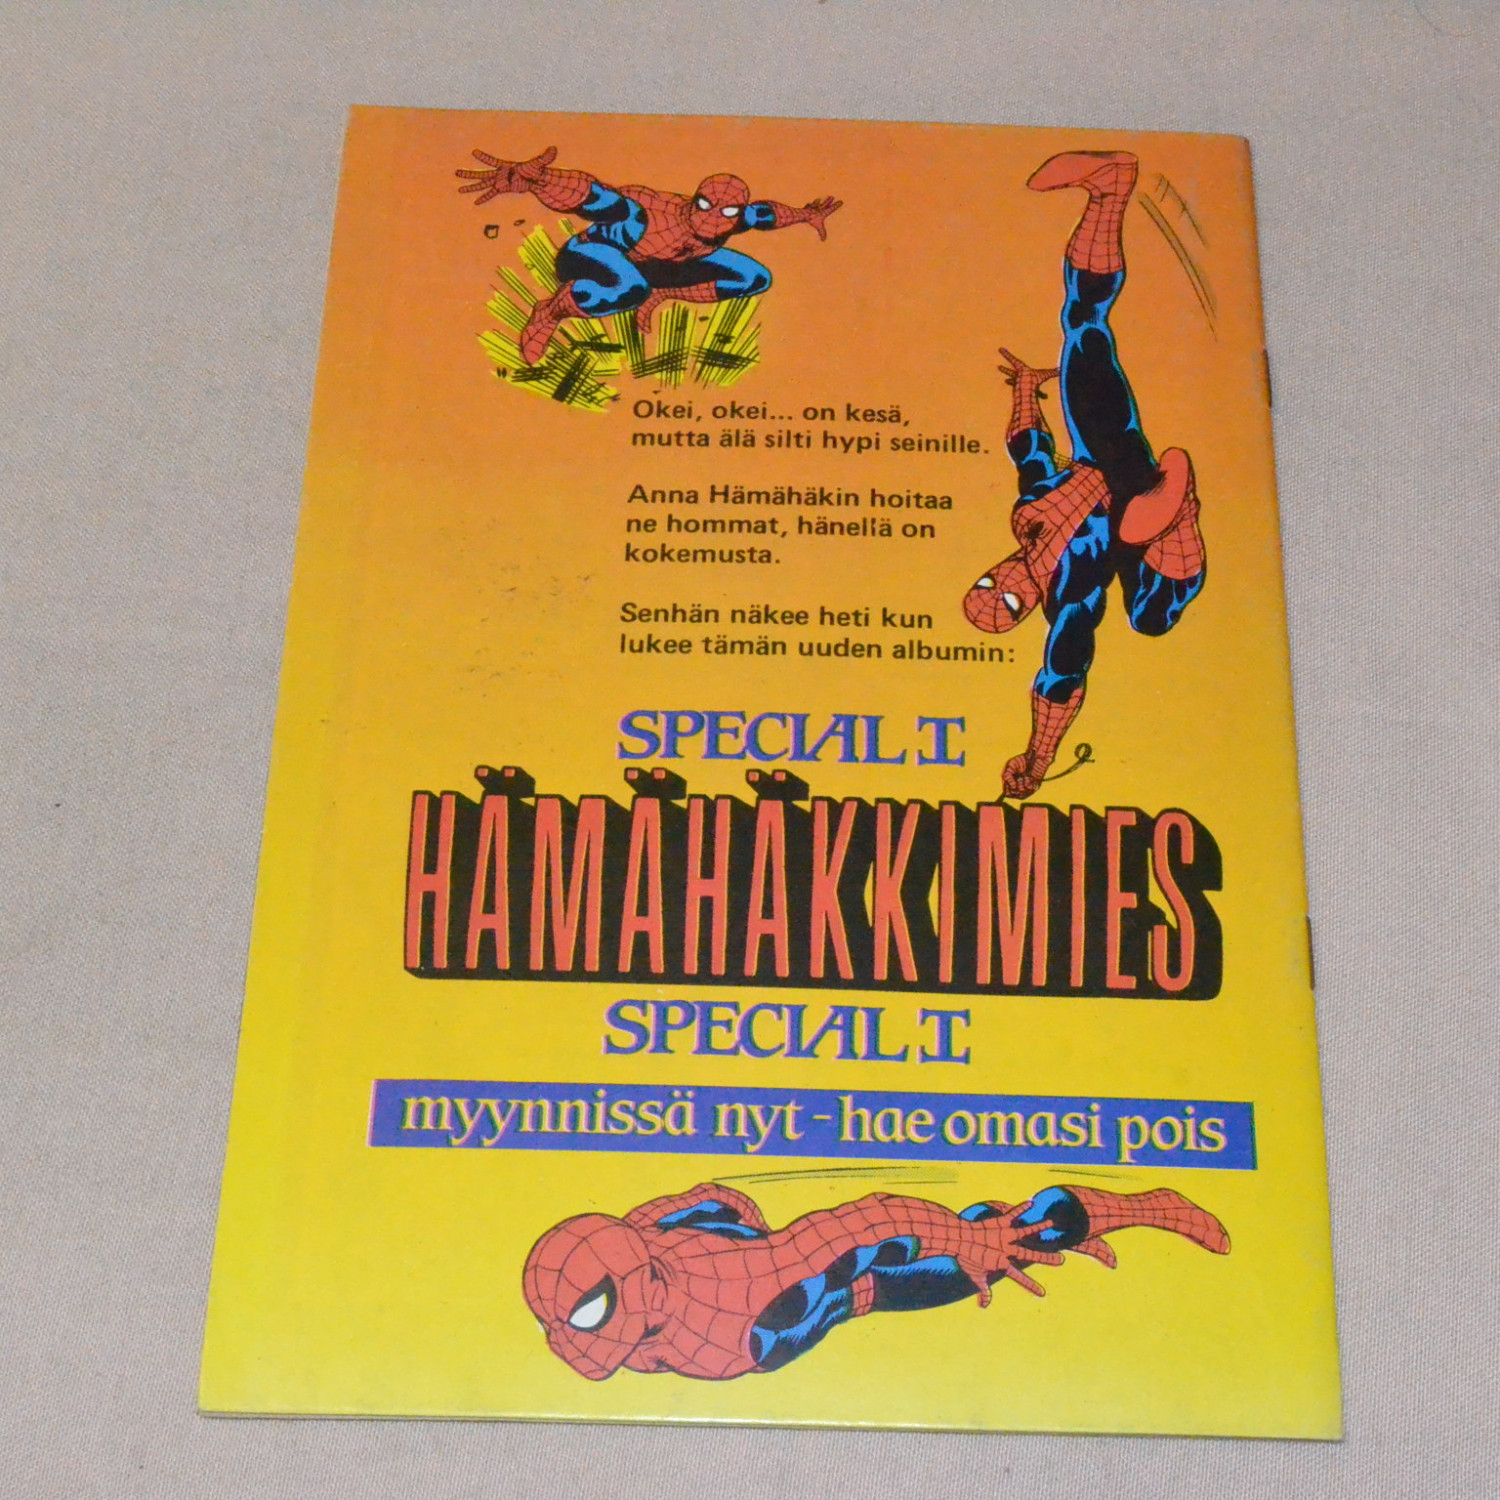 Okei, okei... on kesä,
mutta älä silti hypi seinille.
Anna Hämähäkin hoitaa
ne hommat, hänellä on
kokemusta.
Senhän näkee heti kun
lukee tämän uuden albumin:
SPECIAL I
HÄMÄHÄKKIMIES
SPECIAL I
myynnissä nyt - hae omasi pois